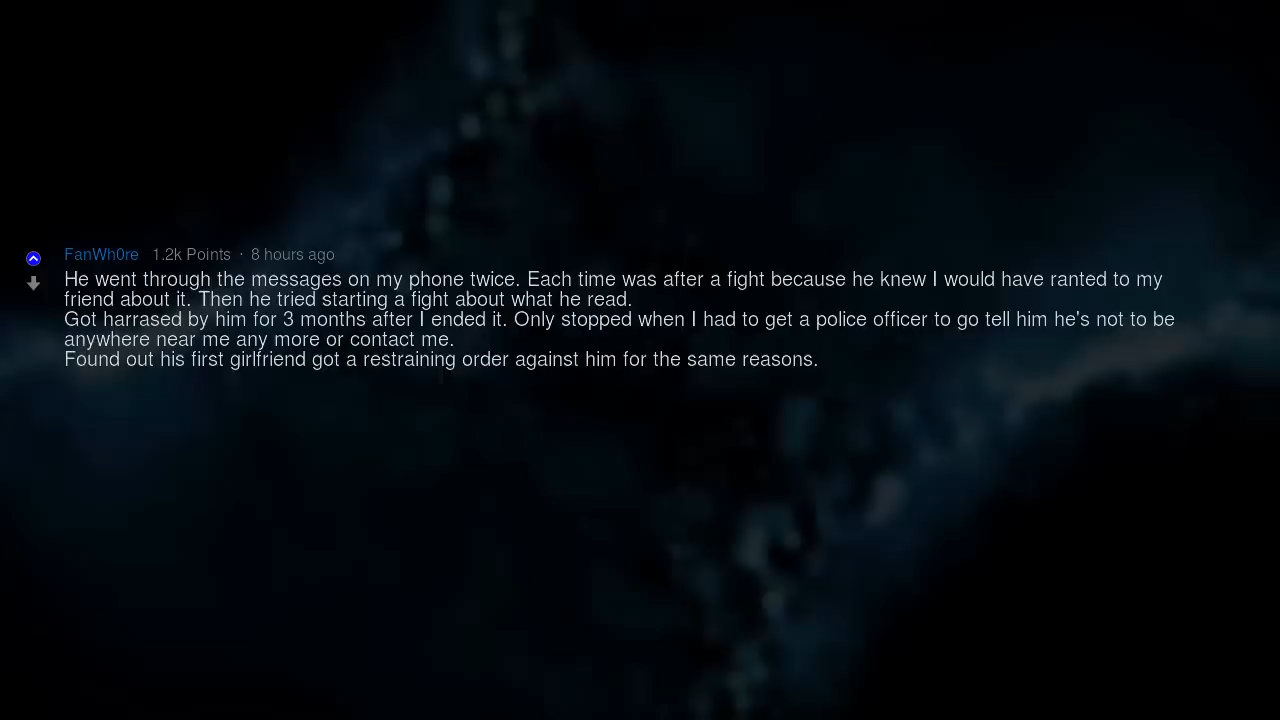 FanWh0re 1.2k Points · 8 hours ago
He went through the messages on my phone twice. Each time was after a fight because he knew I would have ranted to my
friend about it. Then he tried starting a fight about what he read.
Got harrased by him for 3 months after I ended it. Only stopped when I had to get a police officer to go tell him he's not to be
anywhere near me any more or contact me.
Found out his first girlfriend got a restraining order against him for the same reasons.